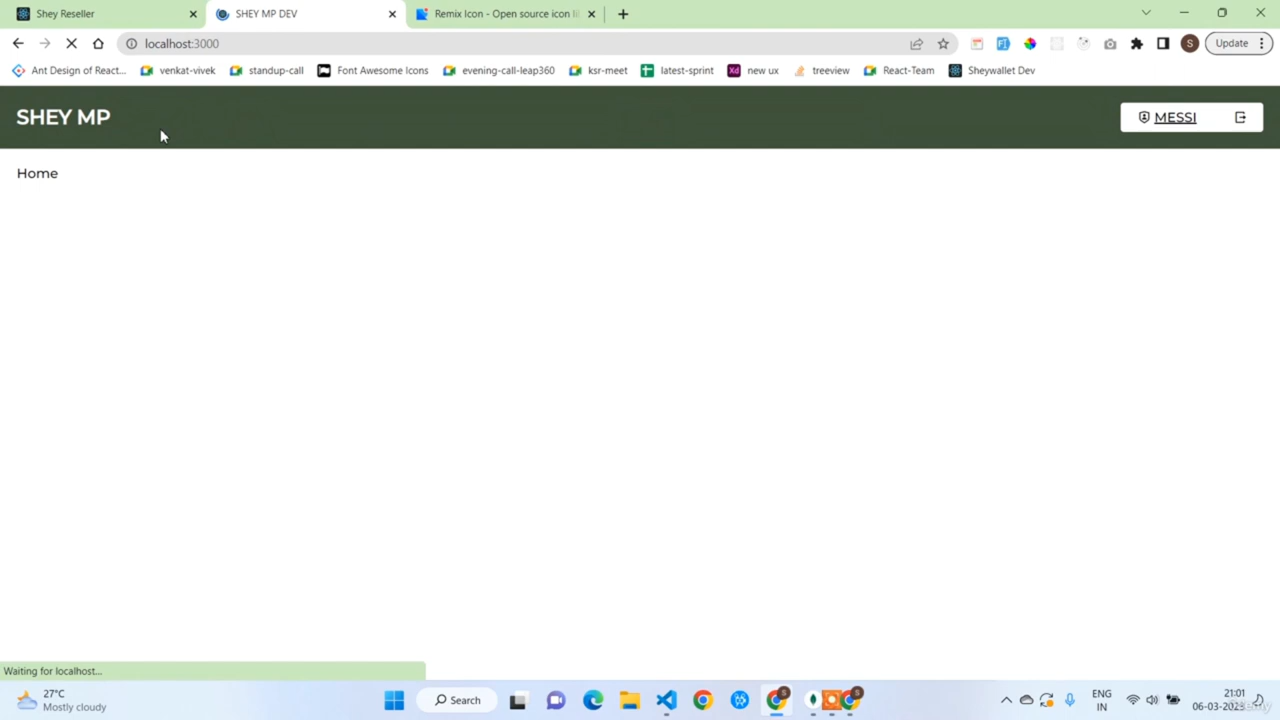 Shey Reseller
SHEY MP DEV
Remix Icon - Open source icon li
localhost:3000
S
Update
Ant Design of React...
venkat-vivek
standup-call
Font Awesome Icons
evening-call-leap360
ksr-meet
latest-sprint
Xd
new ux
treeview
React-Team
Sheywallet Dev
SHEY MP
MESSI
Home
Waiting for localhost...
27°C
Mostly cloudy
Search
ENG
IN
21:01
06-03-2023